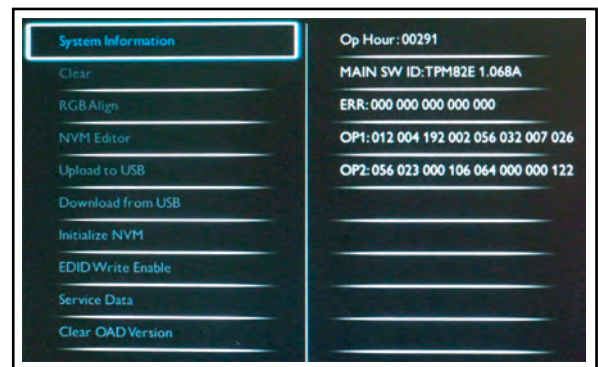 System Information
Op Hour: 00291
Clear
MAIN SW ID:TPM82E 1.068A
RGB Align
ERR: 000 000 000 000 000
NVM Editor
OP1: 012 004 192 002 056 032 007 026
Upload to USB
OP2: 056 023 000 106 064 000 000 122
Download from USB
Initialize NVM
EDID Write Enable
Service Data
Clear OAD Version